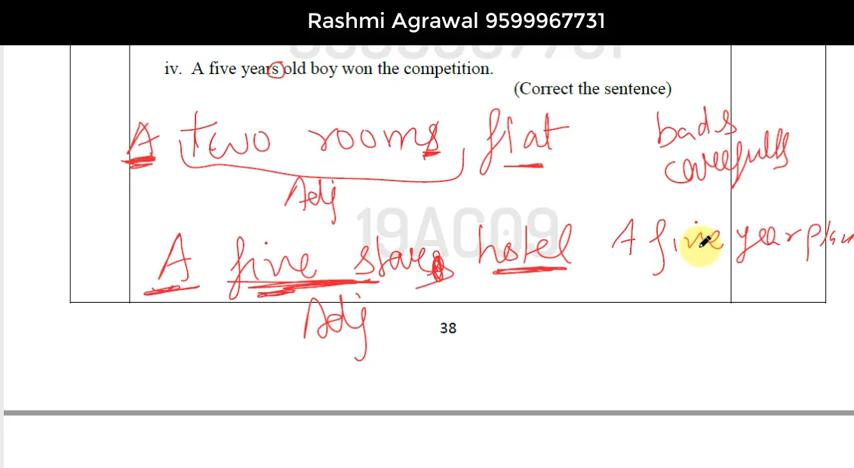 Rashmi Agrawal 9599967731
iv. A five years old boy won the competition.
(Correct the sentence)
A two rooms flat
Adj
bads
carefully
19AC09
A five stars hotel
Adj
A five year plan
38